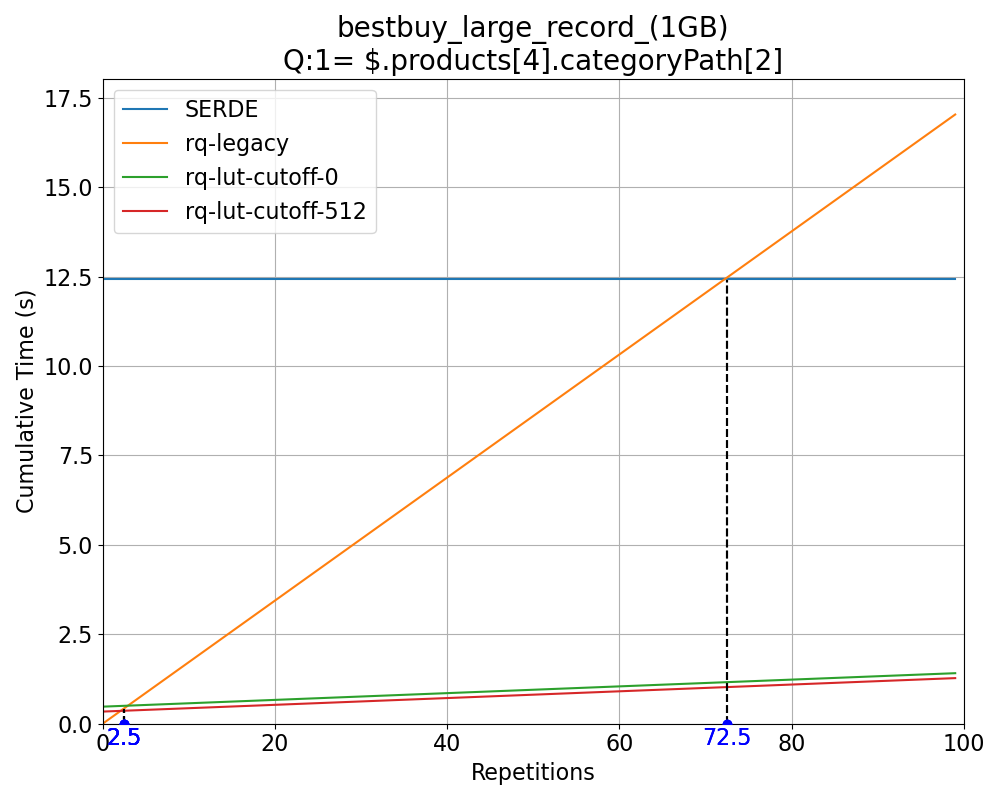 bestbuy_large_record_(1GB)
Q:1= $.products[4].categoryPath[2]
SERDE
rq-legacy
rq-lut-cutoff-0
rq-lut-cutoff-512
Cumulative Time (s)
17.5
15.0
12.5
10.0
7.5
5.0
2.5
0.0
0 20 40 60 80 100
2.5 72.5
Repetitions